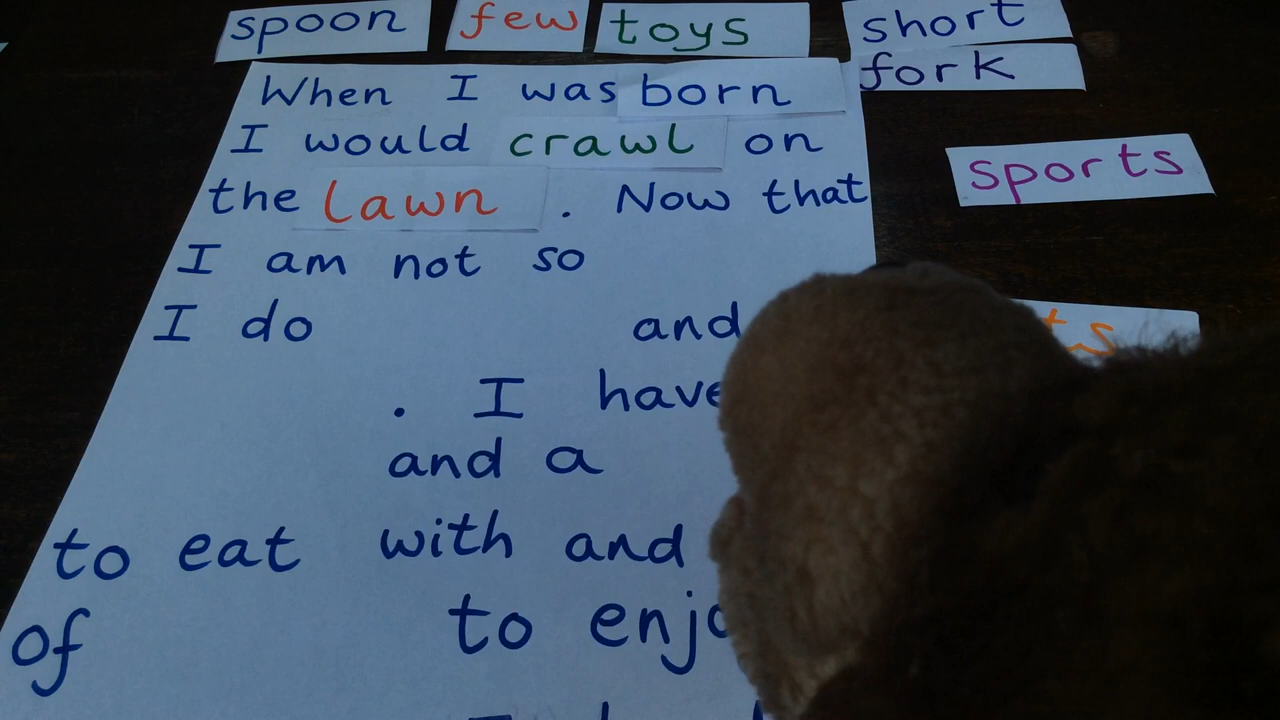 spoon few toys short
fork
sports
When I was born
I would crawl on
the lawn . Now that
I am not so
I do and
. I have
and a
to eat with and
of to